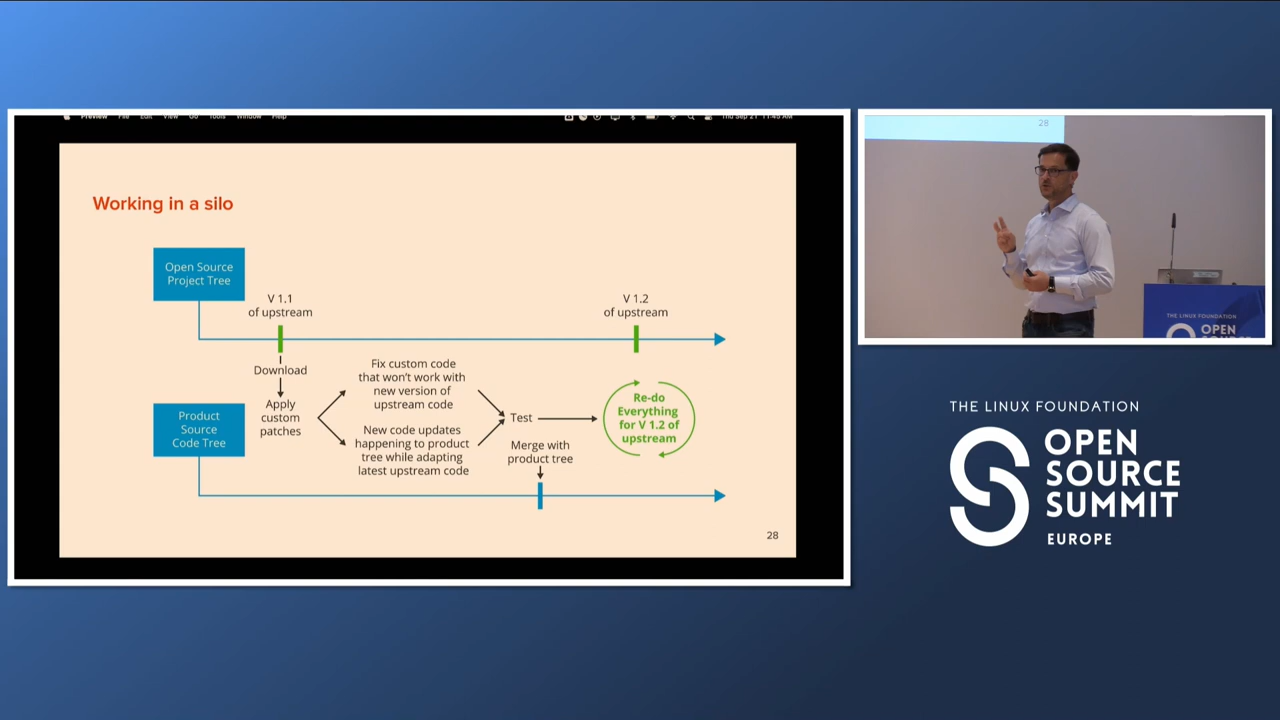 Preview File Edit View Go Tools Window Help
Thu Sep 21 11:45 AM
Working in a silo
Open Source
Project Tree
V 1.1
of upstream
V 1.2
of upstream
Download
Apply
custom
patches
Fix custom code
that won't work with
new version of
upstream code
New code updates
happening to product
tree while adapting
latest upstream code
Test
Merge with
product tree
Re-do
Everything
for V 1.2 of
upstream
Product
Source
Code Tree
28
28
THE LINUX FOUNDATION
OPEN
THE LINUX FOUNDATION
OPEN
SOURCE
SUMMIT
EUROPE